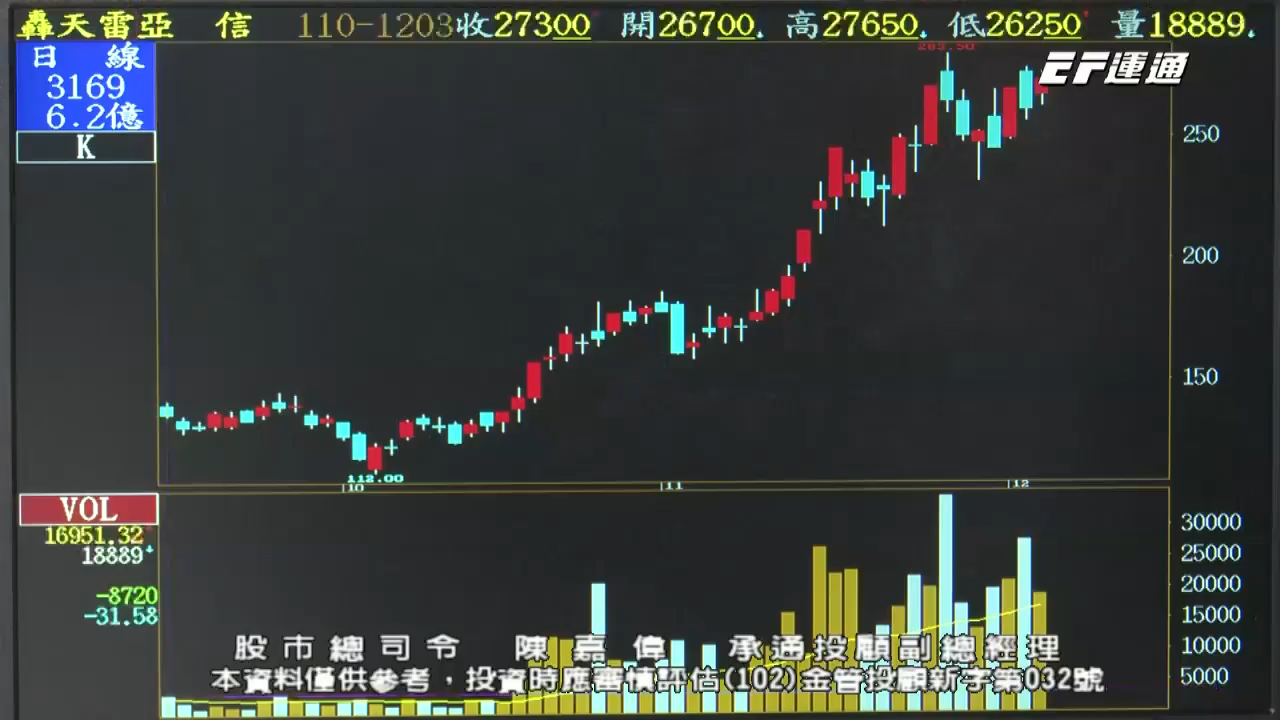 轟天雷亞信 110-1203收27300 開26700. 高27650. 低26250 量18889.
日線
3169
6.2億
K
EF運通
283.50
250
200
150
112.00
10 11 12
VOL
16951.32
18889
-8720
-31.58
30000
25000
20000
15000
10000
5000
股市總司令 陳嘉偉 承通投顧副總經理
本資料僅供參考，投資時應審慎評估(102)金管投顧新字第032號